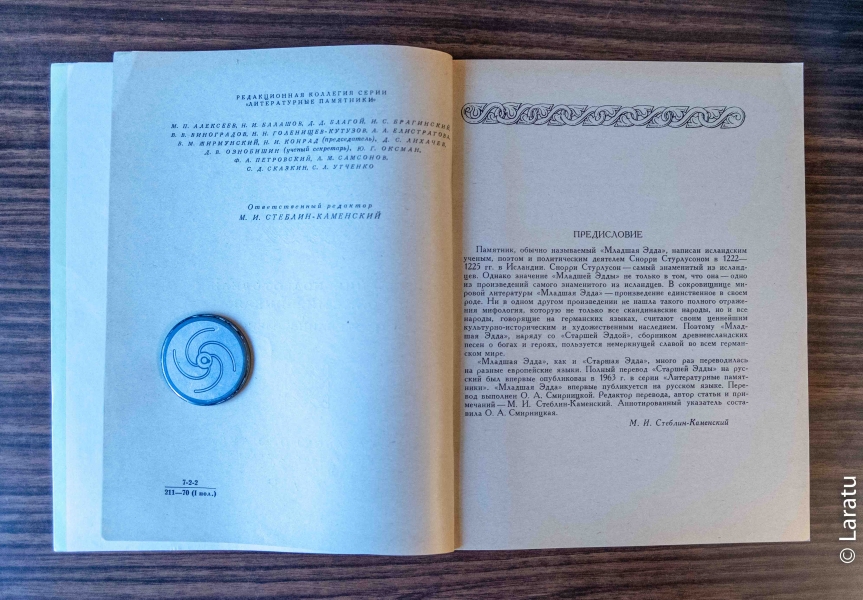 РЕДАКЦИОННАЯ КОЛЛЕГИЯ СЕРИИ
«ЛИТЕРАТУРНЫЕ ПАМЯТНИКИ»
М. П. АЛЕКСЕЕВ, Н. И. БАЛАШОВ, Д. Д. БЛАГОЙ, И. С. БРАГИНСКИЙ,
В. В. ВИНОГРАДОВ, И. Н. ГОЛЕНИЩЕВ-КУТУЗОВ, А. А. ЕЛИСТРАТОВА,
В. М. ЖИРМУНСКИЙ, Н. И. КОНРАД (председатель), Д. С. ЛИХАЧЕВ,
Д. В. ОЗНОБИШИН (ученый секретарь), Ю. Г. ОКСМАН,
Ф. А. ПЕТРОВСКИЙ, А. М. САМСОНОВ,
С. Д. СКАЗКИН, С. Л. УТЧЕНКО
Ответственный редактор
М. И. СТЕБЛИН-КАМЕНСКИЙ
7-2-2
211—70 (I пол.)
ПРЕДИСЛОВИЕ
Памятник, обычно называемый «Младшая Эдда», написан исландским
ученым, поэтом и политическим деятелем Снорри Стурлусоном в 1222—
1225 гг. в Исландии. Снорри Стурлусон — самый знаменитый из исланд-
цев. Однако значение «Младшей Эдды» не только в том, что она — одно
из произведений самого знаменитого из исландцев. В сокровищнице ми-
ровой литературы «Младшая Эдда» — произведение единственное в своем
роде. Ни в одном другом произведении не нашла такого полного отраже-
ния мифология, которую не только все скандинавские народы, но и все
народы, говорящие на германских языках, считают своим ценнейшим
культурно-историческим и художественным наследием. Поэтому «Млад-
шая Эдда», наряду со «Старшей Эддой», сборником древнеисландских
песен о богах и героях, пользуется немеркнущей славой во всем герман-
ском мире.
«Младшая Эдда», как и «Старшая Эдда», много раз переводилась
на разные европейские языки. Полный перевод «Старшей Эдды» на рус-
ский был впервые опубликован в 1963 г. в серии «Литературные памят-
ники». «Младшая Эдда» впервые публикуется на русском языке. Пере-
вод выполнен О. А. Смирницкой. Редактор перевода, автор статьи и при-
мечаний — М. И. Стеблин-Каменский. Аннотированный указатель соста-
вила О. А. Смирницкая.
М. И. Стеблин-Каменский
© Laratu